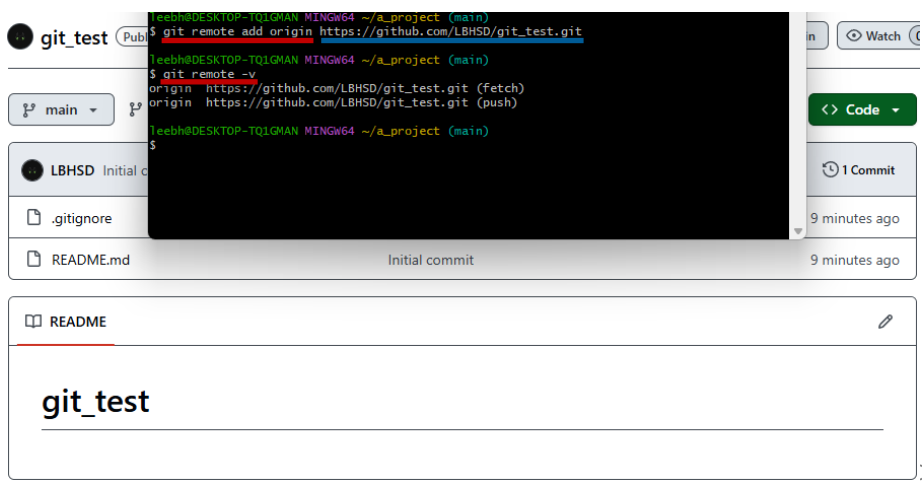 leebh@DESKTOP-TQ1GMAN MINGW64 ~/a_project (main)
$ git remote add origin https://github.com/LBHSD/git_test.git
leebh@DESKTOP-TQ1GMAN MINGW64 ~/a_project (main)
$ git remote -v
origin https://github.com/LBHSD/git_test.git (fetch)
origin https://github.com/LBHSD/git_test.git (push)
leebh@DESKTOP-TQ1GMAN MINGW64 ~/a_project (main)
$
git_test
Watch
main
<> Code
LBHSD Initial
1 Commit
.gitignore
9 minutes ago
README.md Initial commit 9 minutes ago
README
git_test